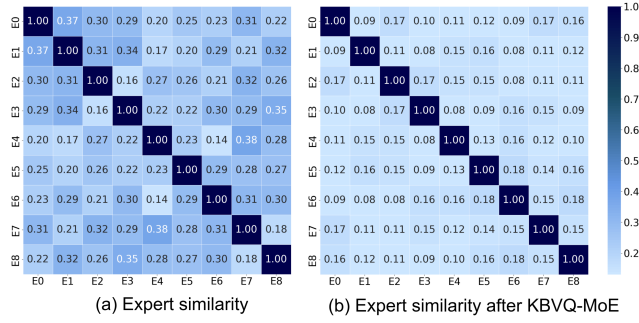 E0 1.00 0.37 0.30 0.29 0.20 0.25 0.23 0.31 0.22
E1 0.37 1.00 0.31 0.34 0.17 0.20 0.29 0.21 0.32
E2 0.30 0.31 1.00 0.16 0.27 0.26 0.21 0.32 0.26
E3 0.29 0.34 0.16 1.00 0.22 0.22 0.30 0.29 0.35
E4 0.20 0.17 0.27 0.22 1.00 0.23 0.14 0.38 0.28
E5 0.25 0.20 0.26 0.22 0.23 1.00 0.29 0.28 0.27
E6 0.23 0.29 0.21 0.30 0.14 0.29 1.00 0.31 0.30
E7 0.31 0.21 0.32 0.29 0.38 0.28 0.31 1.00 0.18
E8 0.22 0.32 0.26 0.35 0.28 0.27 0.30 0.18 1.00
E0 E1 E2 E3 E4 E5 E6 E7 E8
(a) Expert similarity
E0 1.00 0.09 0.17 0.10 0.11 0.12 0.09 0.17 0.16
E1 0.09 1.00 0.11 0.08 0.15 0.16 0.08 0.11 0.13
E2 0.17 0.11 1.00 0.17 0.15 0.15 0.08 0.11 0.11
E3 0.10 0.08 0.17 1.00 0.08 0.09 0.16 0.15 0.09
E4 0.11 0.15 0.15 0.08 1.00 0.13 0.16 0.12 0.10
E5 0.12 0.16 0.15 0.09 0.13 1.00 0.18 0.14 0.16
E6 0.09 0.08 0.08 0.16 0.16 0.18 1.00 0.15 0.18
E7 0.17 0.11 0.11 0.15 0.12 0.14 0.15 1.00 0.15
E8 0.16 0.13 0.11 0.09 0.10 0.16 0.18 0.15 1.00
E0 E1 E2 E3 E4 E5 E6 E7 E8
(b) Expert similarity after KBVQ-MoE
1.0
0.9
0.8
0.7
0.6
0.5
0.4
0.3
0.2